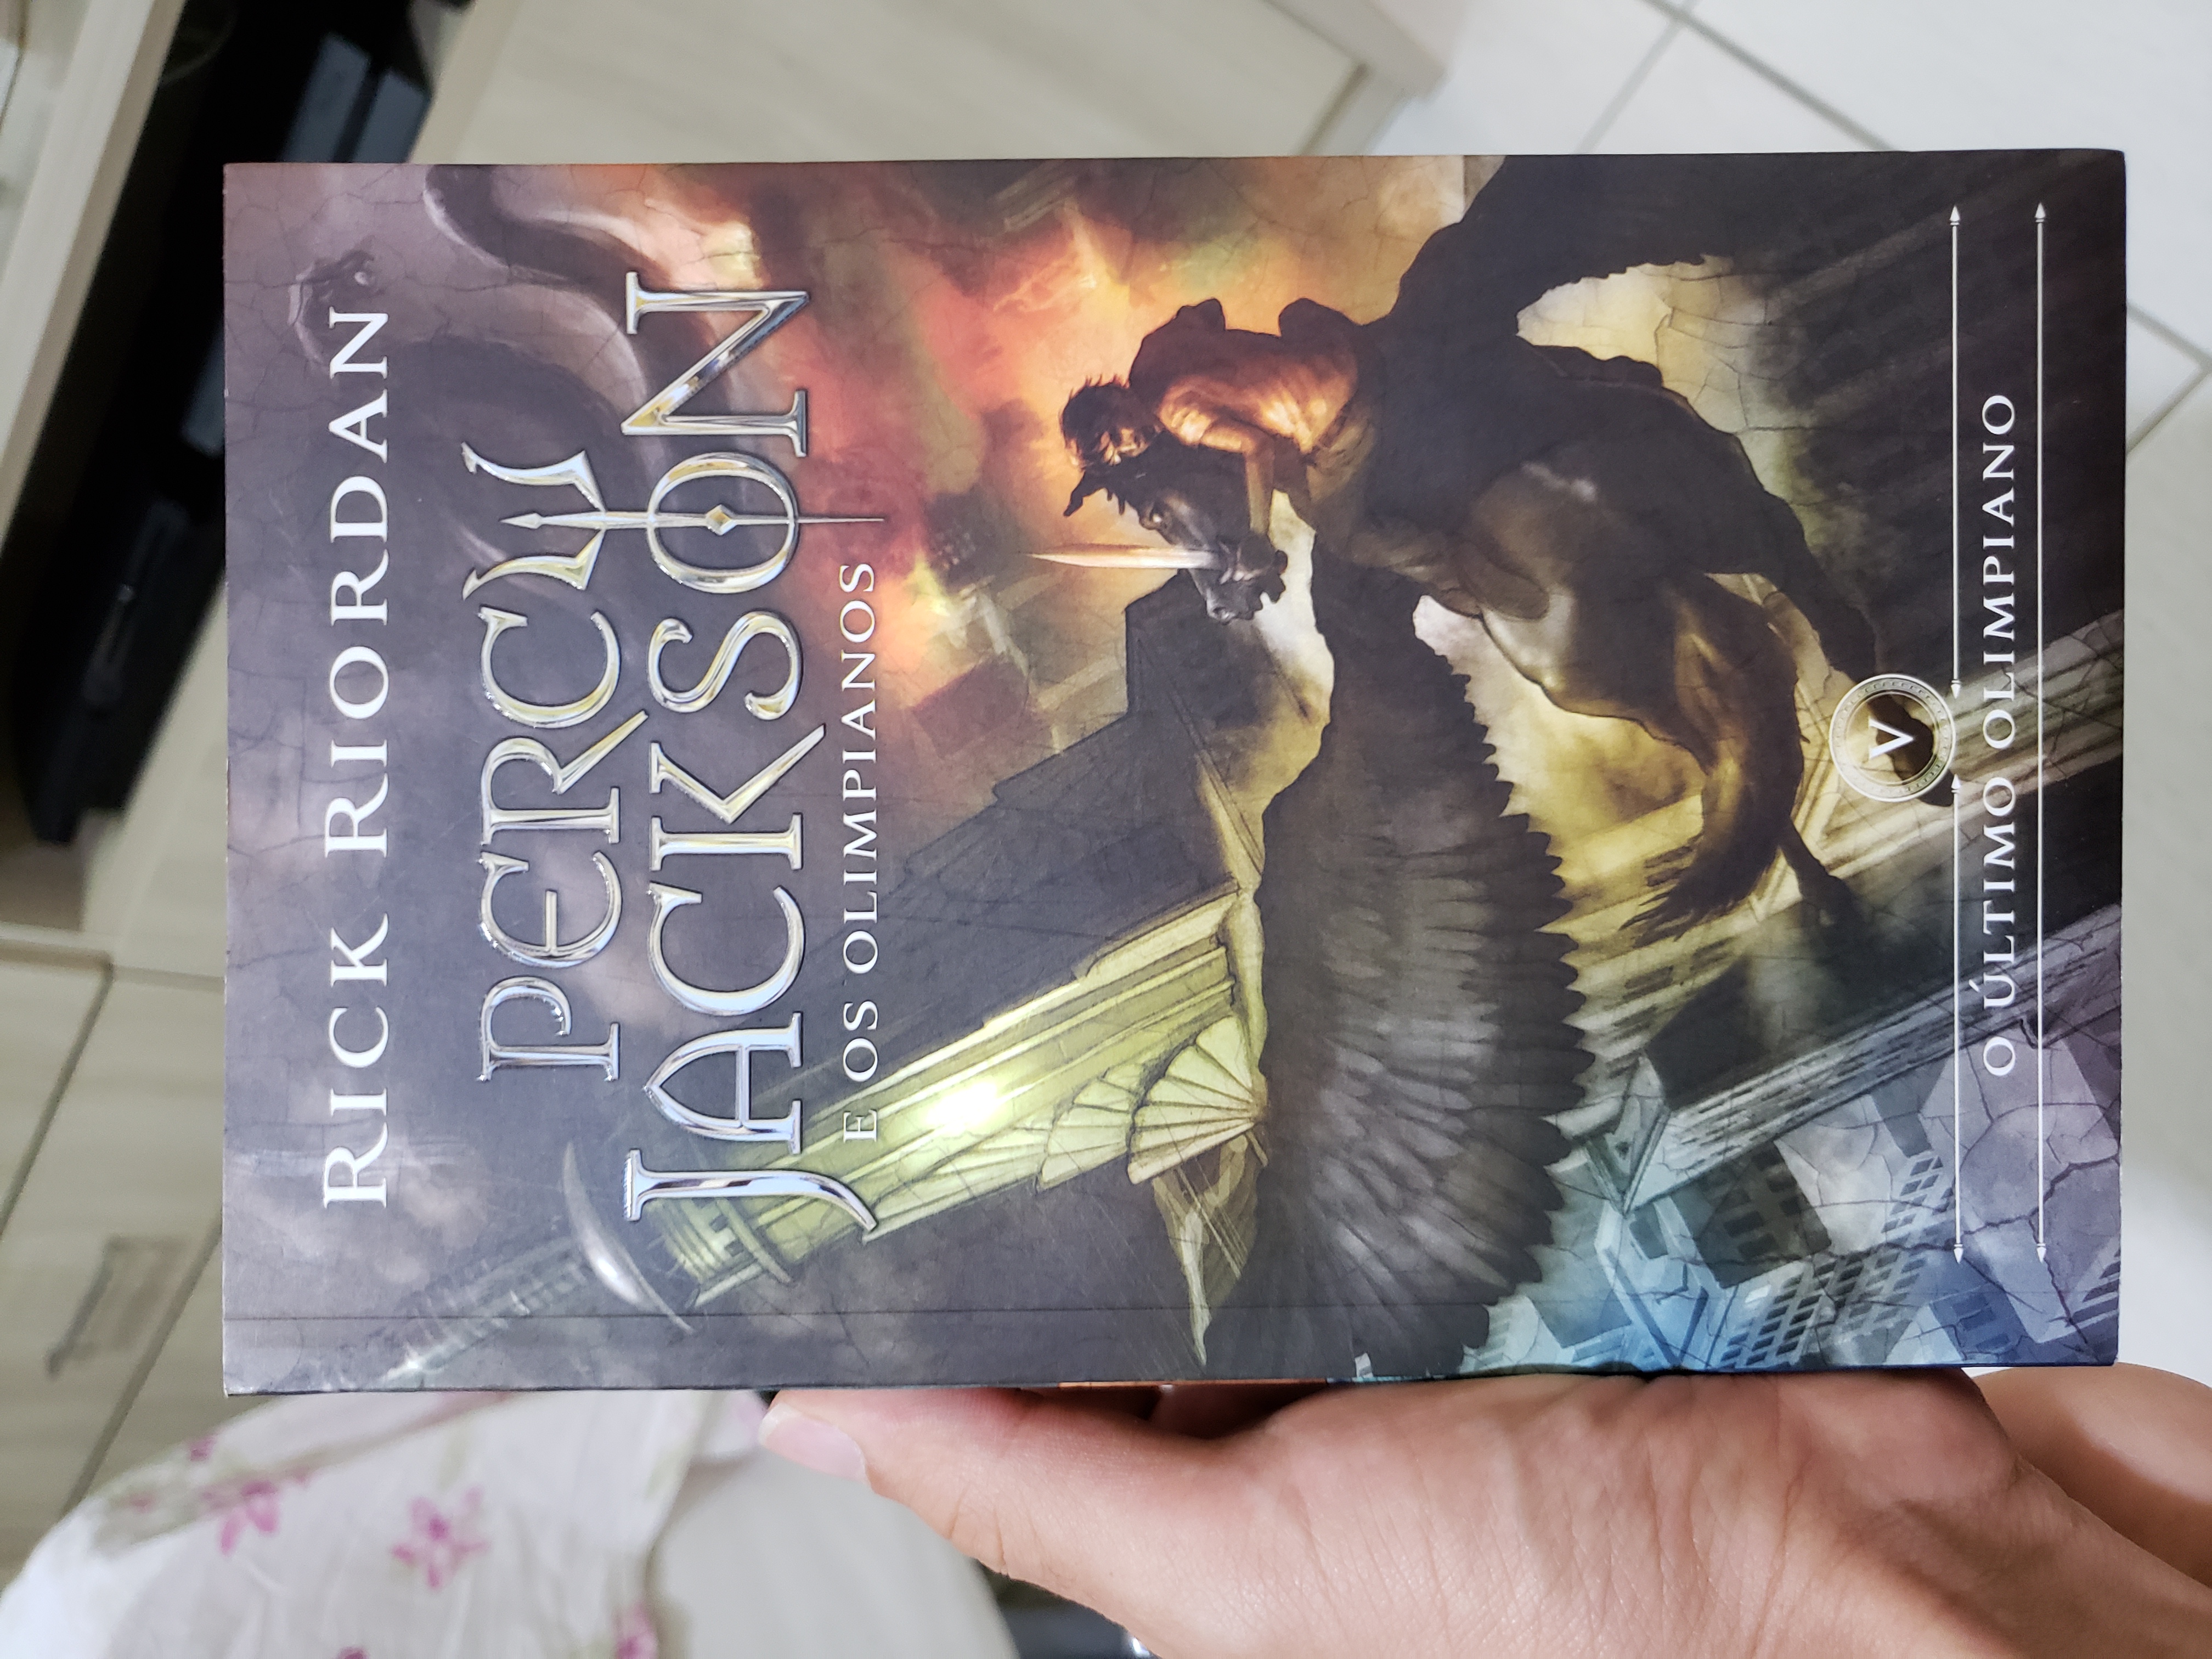 RICK RIORDAN
PERCY
JACKSON
E OS OLIMPIANOS
V
O ÚLTIMO OLIMPIANO